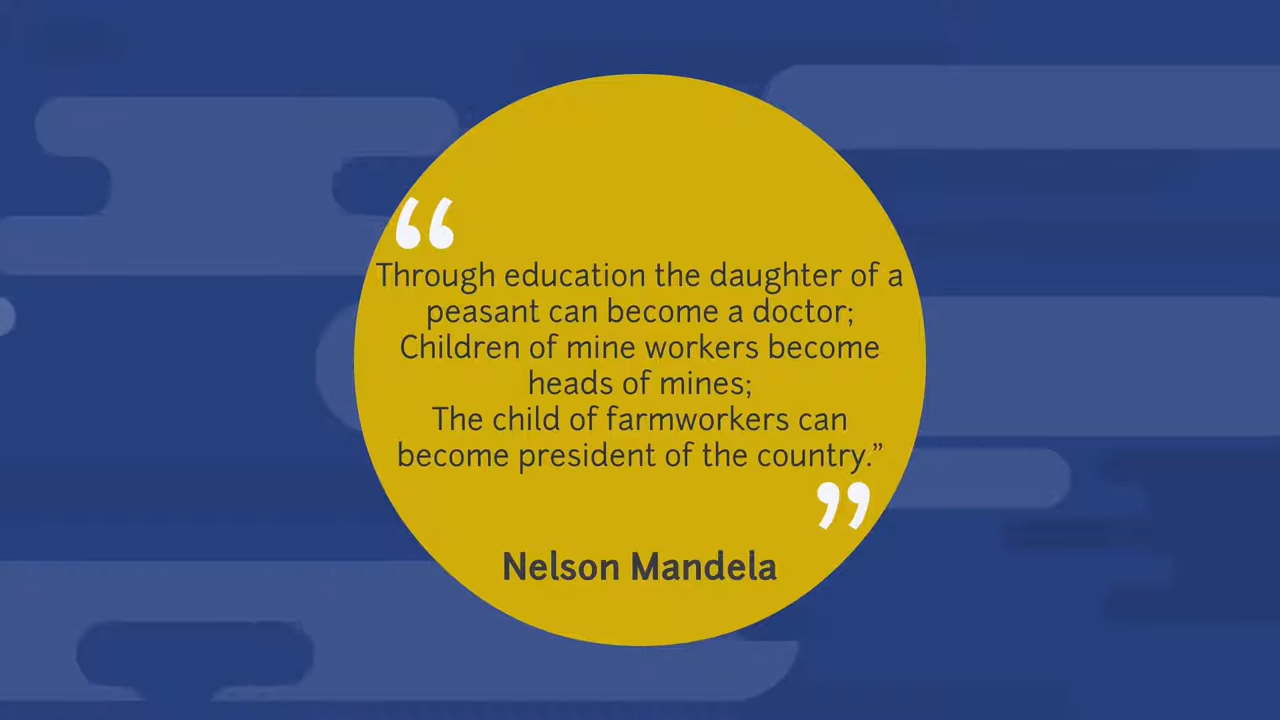 “
Through education the daughter of a
peasant can become a doctor;
Children of mine workers become
heads of mines;
The child of farmworkers can
become president of the country.”
”
Nelson Mandela